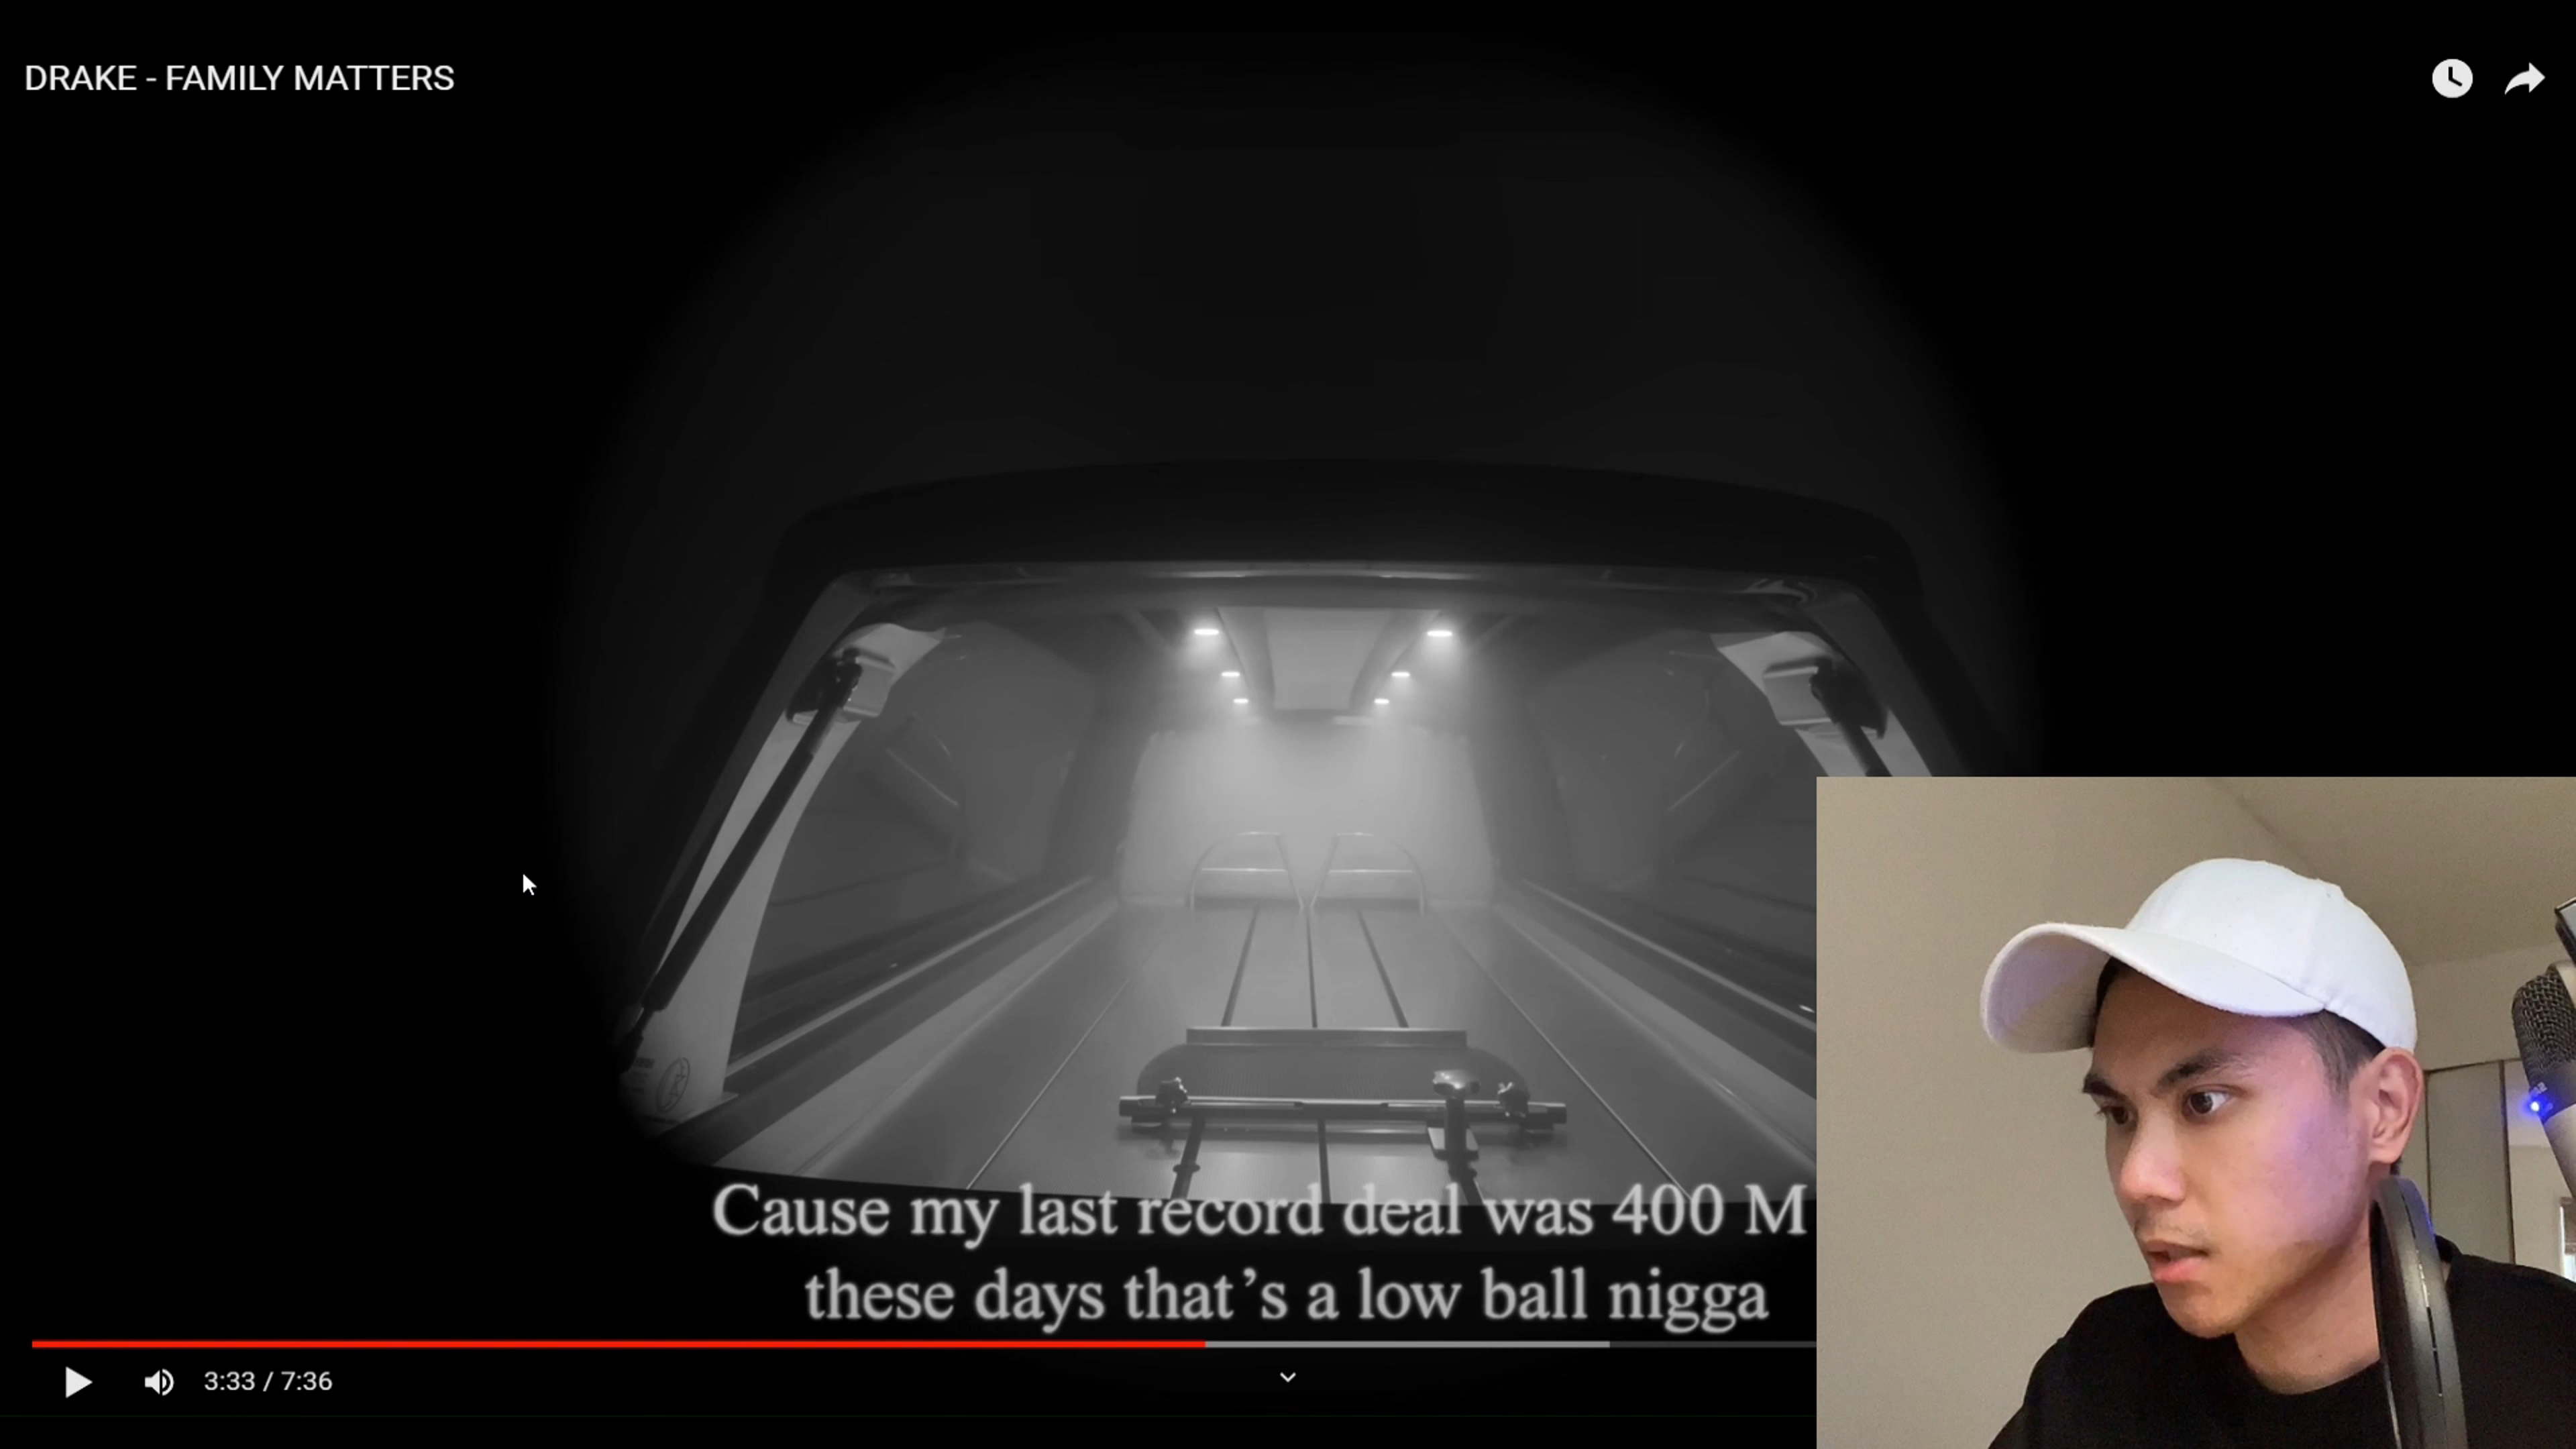 DRAKE - FAMILY MATTERS
Cause my last record deal was 400 M
these days that’s a low ball nigga
3:33 / 7:36